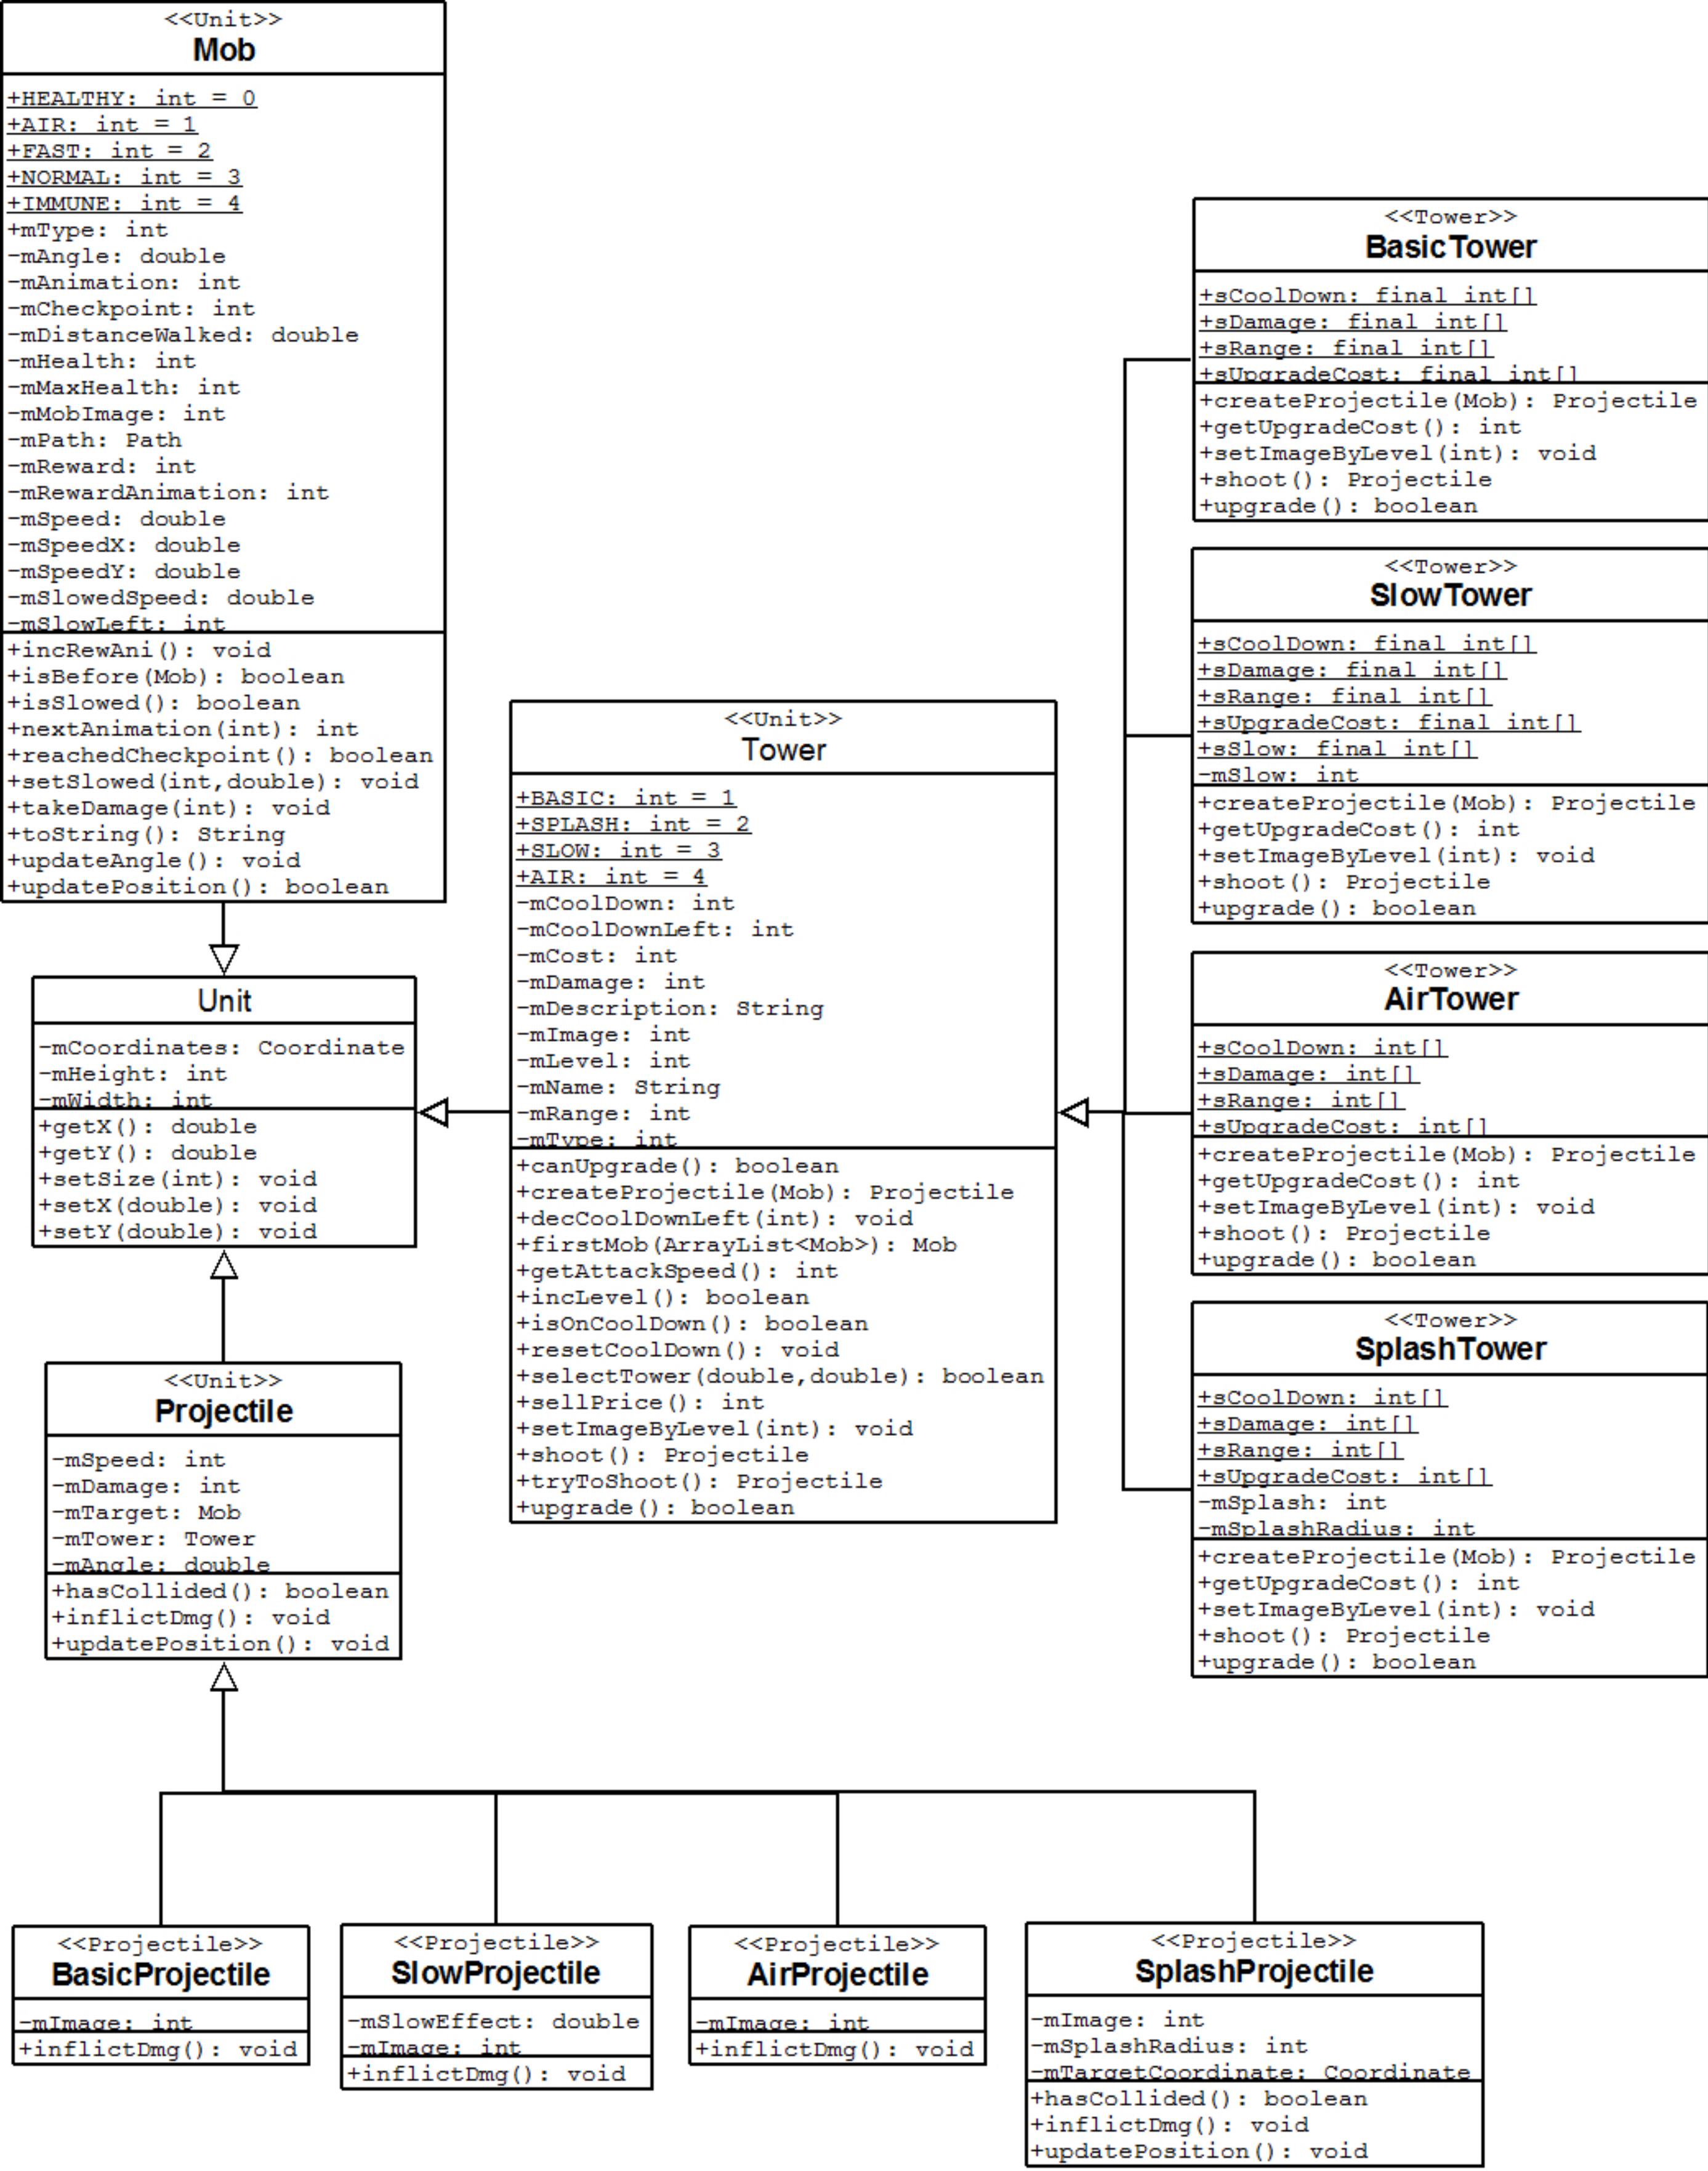 <<Unit>>
Mob
+HEALTHY: int = 0
+AIR: int = 1
+FAST: int = 2
+NORMAL: int = 3
+IMMUNE: int = 4
+mType: int
-mAngle: double
-mAnimation: int
-mCheckpoint: int
-mDistanceWalked: double
-mHealth: int
-mMaxHealth: int
-mMobImage: int
-mPath: Path
-mReward: int
-mRewardAnimation: int
-mSpeed: double
-mSpeedX: double
-mSpeedY: double
-mSlowedSpeed: double
-mSlowLeft: int
+incRewAni(): void
+isBefore(Mob): boolean
+isSlowed(): boolean
+nextAnimation(int): int
+reachedCheckpoint(): boolean
+setSlowed(int,double): void
+takeDamage(int): void
+toString(): String
+updateAngle(): void
+updatePosition(): boolean
Unit
-mCoordinates: Coordinate
-mHeight: int
-mWidth: int
+getX(): double
+getY(): double
+setSize(int): void
+setX(double): void
+setY(double): void
<<Unit>>
Projectile
-mSpeed: int
-mDamage: int
-mTarget: Mob
-mTower: Tower
-mAngle: double
+hasCollided(): boolean
+inflictDmg(): void
+updatePosition(): void
<<Unit>>
Tower
+BASIC: int = 1
+SPLASH: int = 2
+SLOW: int = 3
+AIR: int = 4
-mCoolDown: int
-mCoolDownLeft: int
-mCost: int
-mDamage: int
-mDescription: String
-mImage: int
-mLevel: int
-mName: String
-mRange: int
-mType: int
+canUpgrade(): boolean
+createProjectile(Mob): Projectile
+decCoolDownLeft(int): void
+firstMob(ArrayList<Mob>): Mob
+getAttackSpeed(): int
+incLevel(): boolean
+isOnCoolDown(): boolean
+resetCoolDown(): void
+selectTower(double,double): boolean
+sellPrice(): int
+setImageByLevel(int): void
+shoot(): Projectile
+tryToShoot(): Projectile
+upgrade(): boolean
<<Tower>>
BasicTower
+sCoolDown: final int[]
+sDamage: final int[]
+sRange: final int[]
+sUpgradeCost: final int[]
+createProjectile(Mob): Projectile
+getUpgradeCost(): int
+setImageByLevel(int): void
+shoot(): Projectile
+upgrade(): boolean
<<Tower>>
SlowTower
+sCoolDown: final int[]
+sDamage: final int[]
+sRange: final int[]
+sUpgradeCost: final int[]
+sSlow: final int[]
-mSlow: int
+createProjectile(Mob): Projectile
+getUpgradeCost(): int
+setImageByLevel(int): void
+shoot(): Projectile
+upgrade(): boolean
<<Tower>>
AirTower
+sCoolDown: int[]
+sDamage: int[]
+sRange: int[]
+sUpgradeCost: int[]
+createProjectile(Mob): Projectile
+getUpgradeCost(): int
+setImageByLevel(int): void
+shoot(): Projectile
+upgrade(): boolean
<<Tower>>
SplashTower
+sCoolDown: int[]
+sDamage: int[]
+sRange: int[]
+sUpgradeCost: int[]
-mSplash: int
-mSplashRadius: int
+createProjectile(Mob): Projectile
+getUpgradeCost(): int
+setImageByLevel(int): void
+shoot(): Projectile
+upgrade(): boolean
<<Projectile>>
BasicProjectile
-mImage: int
+inflictDmg(): void
<<Projectile>>
SlowProjectile
-mSlowEffect: double
-mImage: int
+inflictDmg(): void
<<Projectile>>
AirProjectile
-mImage: int
+inflictDmg(): void
<<Projectile>>
SplashProjectile
-mImage: int
-mSplashRadius: int
-mTargetCoordinate: Coordinate
+hasCollided(): boolean
+inflictDmg(): void
+updatePosition(): void